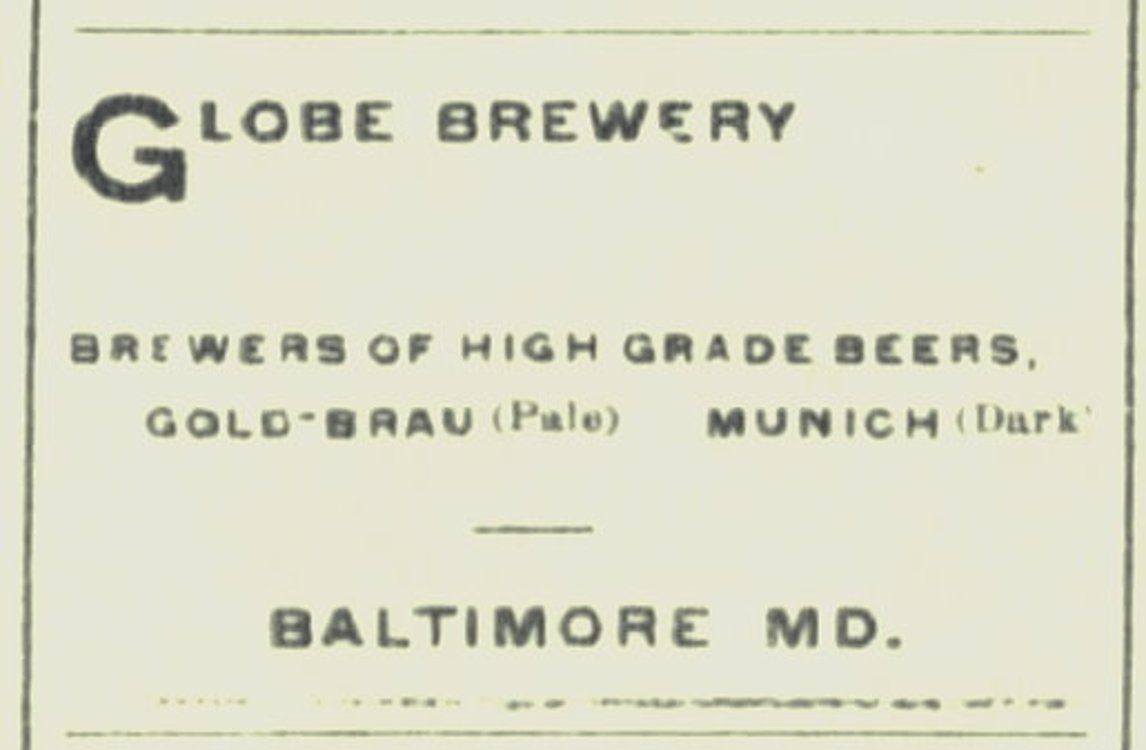 GLOBE BREWERY
BREWERS OF HIGH GRADE BEERS,
GOLD-BRAU (Pale) MUNICH (Dark)
BALTIMORE MD.